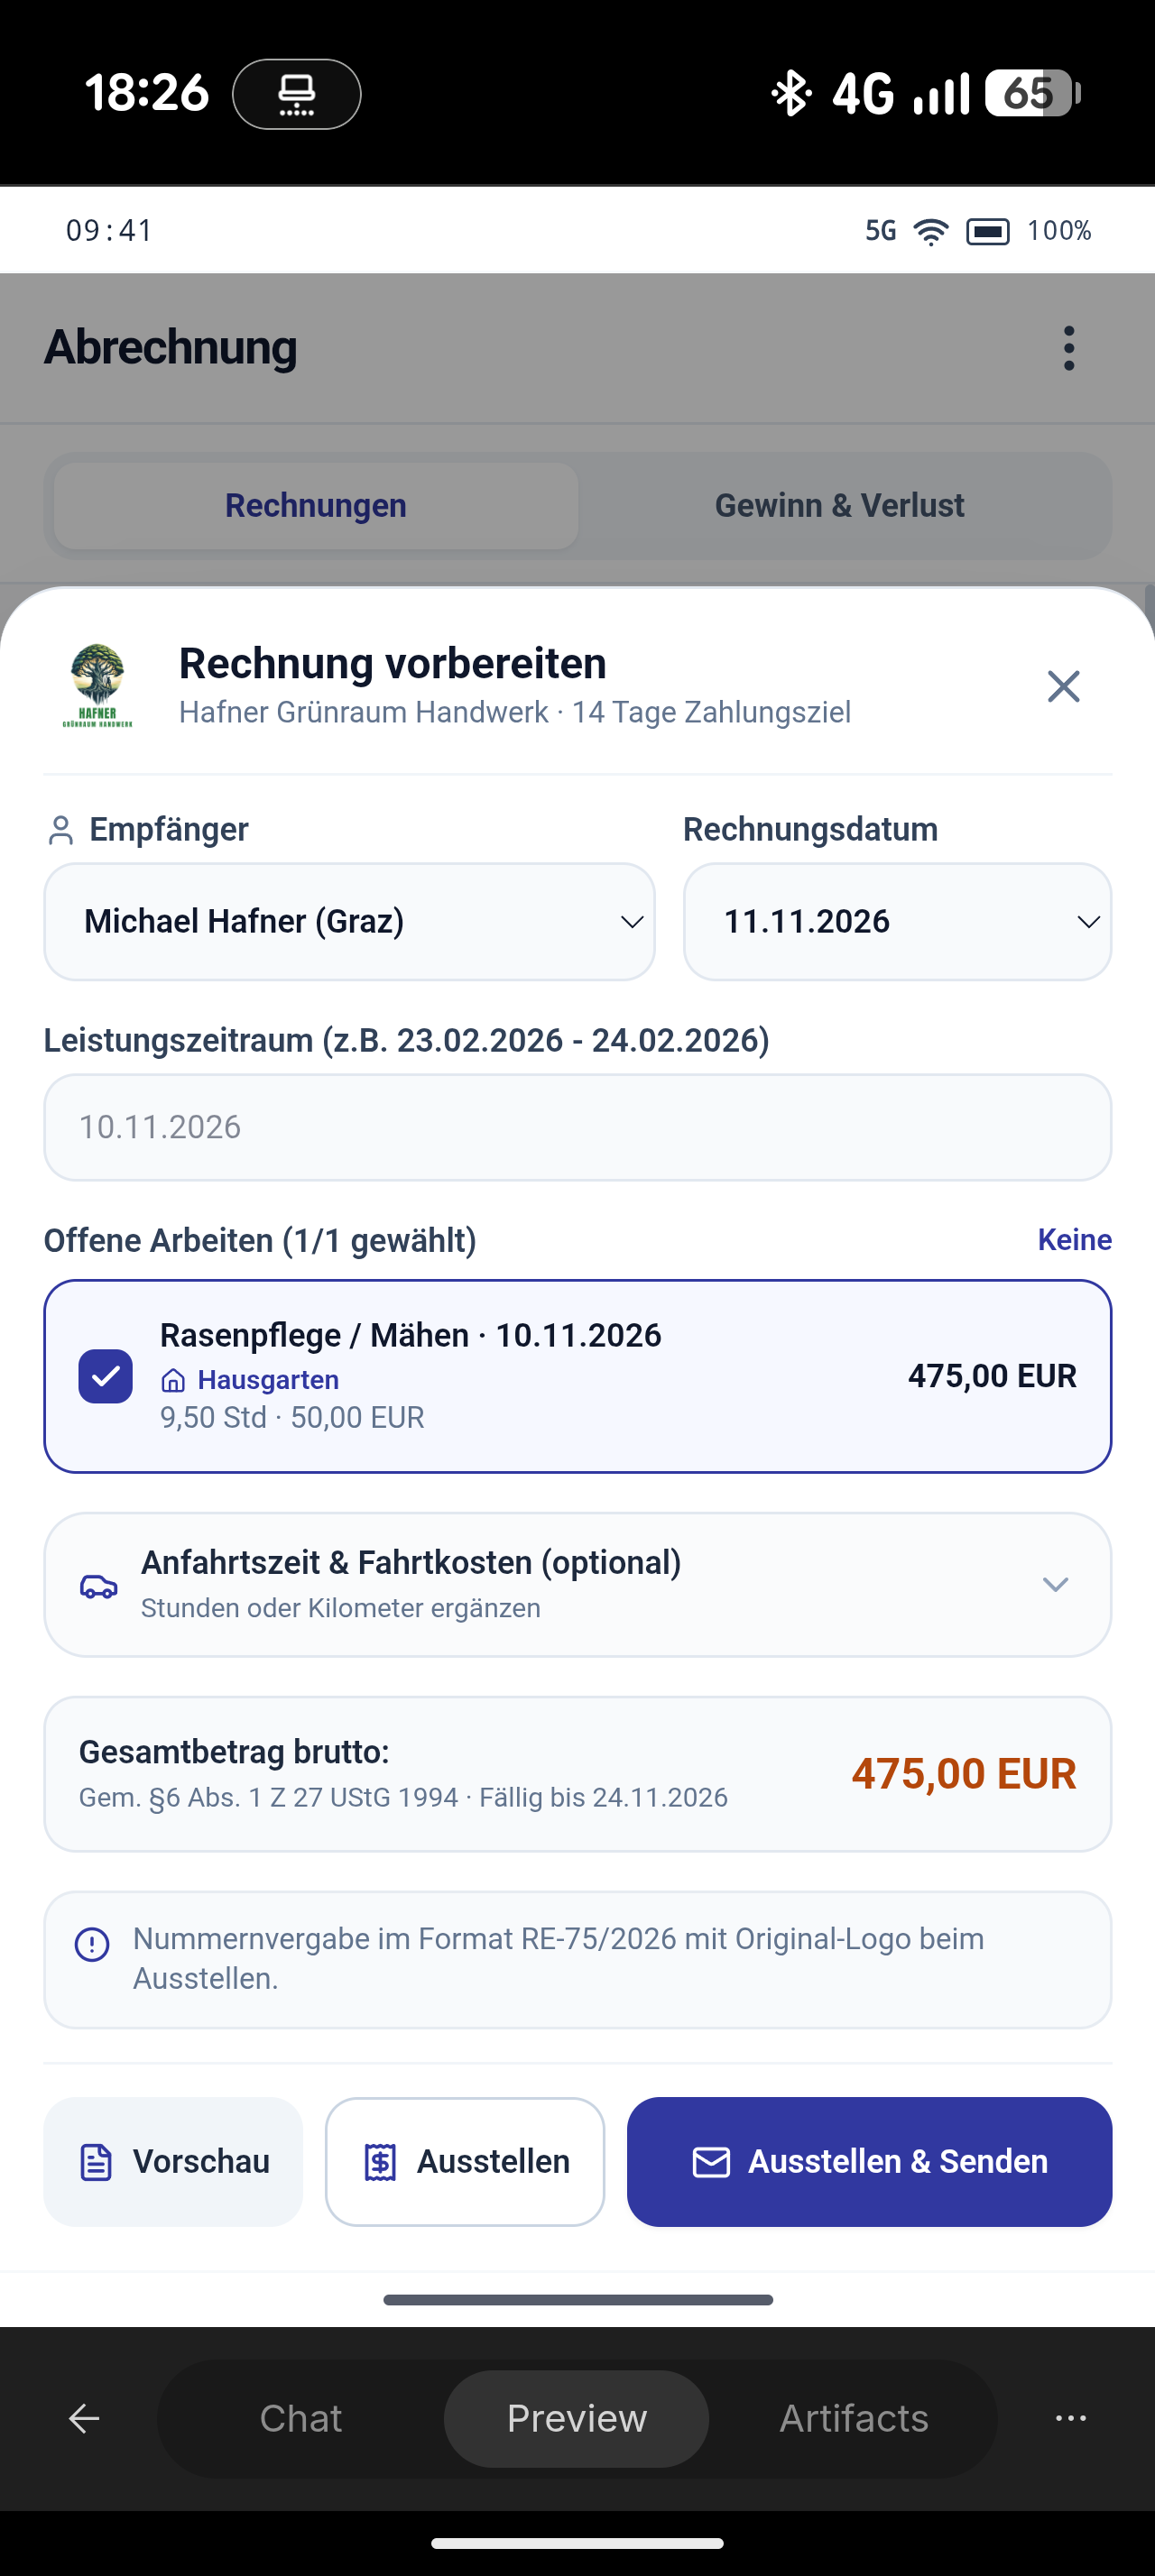 18:26
4G
65
09:41
5G
100%
Abrechnung
Rechnungen
Gewinn & Verlust
HAFNER
GRÜNRAUM HANDWERK
Rechnung vorbereiten
Hafner Grünraum Handwerk · 14 Tage Zahlungsziel
Empfänger
Rechnungsdatum
Michael Hafner (Graz)
11.11.2026
Leistungszeitraum (z.B. 23.02.2026 - 24.02.2026)
10.11.2026
Offene Arbeiten (1/1 gewählt)
Keine
Rasenpflege / Mähen · 10.11.2026
Hausgarten
9,50 Std · 50,00 EUR
475,00 EUR
Anfahrtszeit & Fahrtkosten (optional)
Stunden oder Kilometer ergänzen
Gesamtbetrag brutto:
Gem. §6 Abs. 1 Z 27 UStG 1994 · Fällig bis 24.11.2026
475,00 EUR
Nummernvergabe im Format RE-75/2026 mit Original-Logo beim
Ausstellen.
Vorschau
Ausstellen
Ausstellen & Senden
Chat
Preview
Artifacts